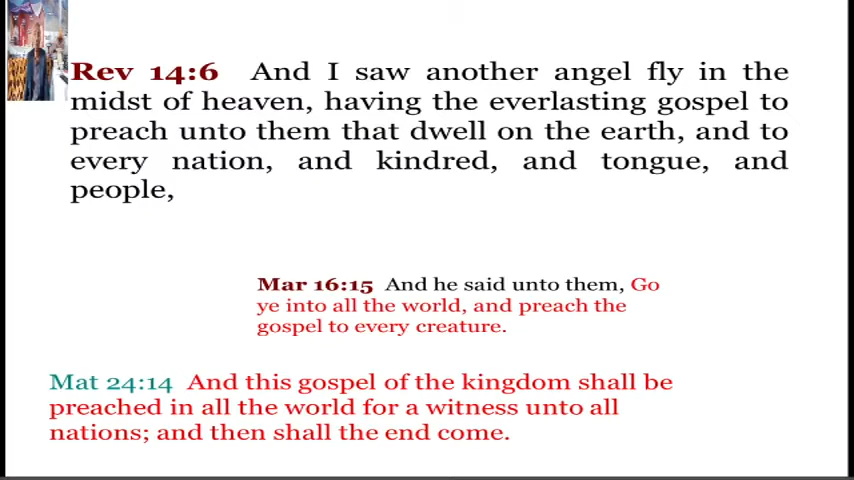 Rev 14:6 And I saw another angel fly in the
midst of heaven, having the everlasting gospel to
preach unto them that dwell on the earth, and to
every nation, and kindred, and tongue, and
people,
Mar 16:15 And he said unto them, Go
ye into all the world, and preach the
gospel to every creature.
Mat 24:14 And this gospel of the kingdom shall be
preached in all the world for a witness unto all
nations; and then shall the end come.